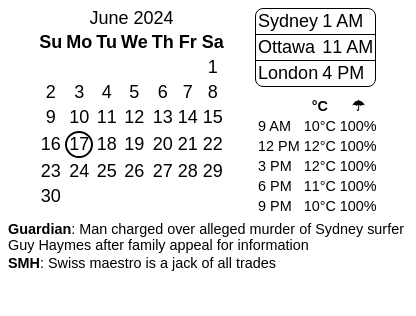 June 2024
Su Mo Tu We Th Fr Sa
1
2 3 4 5 6 7 8
9 10 11 12 13 14 15
16 17 18 19 20 21 22
23 24 25 26 27 28 29
30
Sydney 1 AM
Ottawa 11 AM
London 4 PM
°C ☂
9 AM 10°C 100%
12 PM 12°C 100%
3 PM 12°C 100%
6 PM 11°C 100%
9 PM 10°C 100%
Guardian: Man charged over alleged murder of Sydney surfer
Guy Haymes after family appeal for information
SMH: Swiss maestro is a jack of all trades